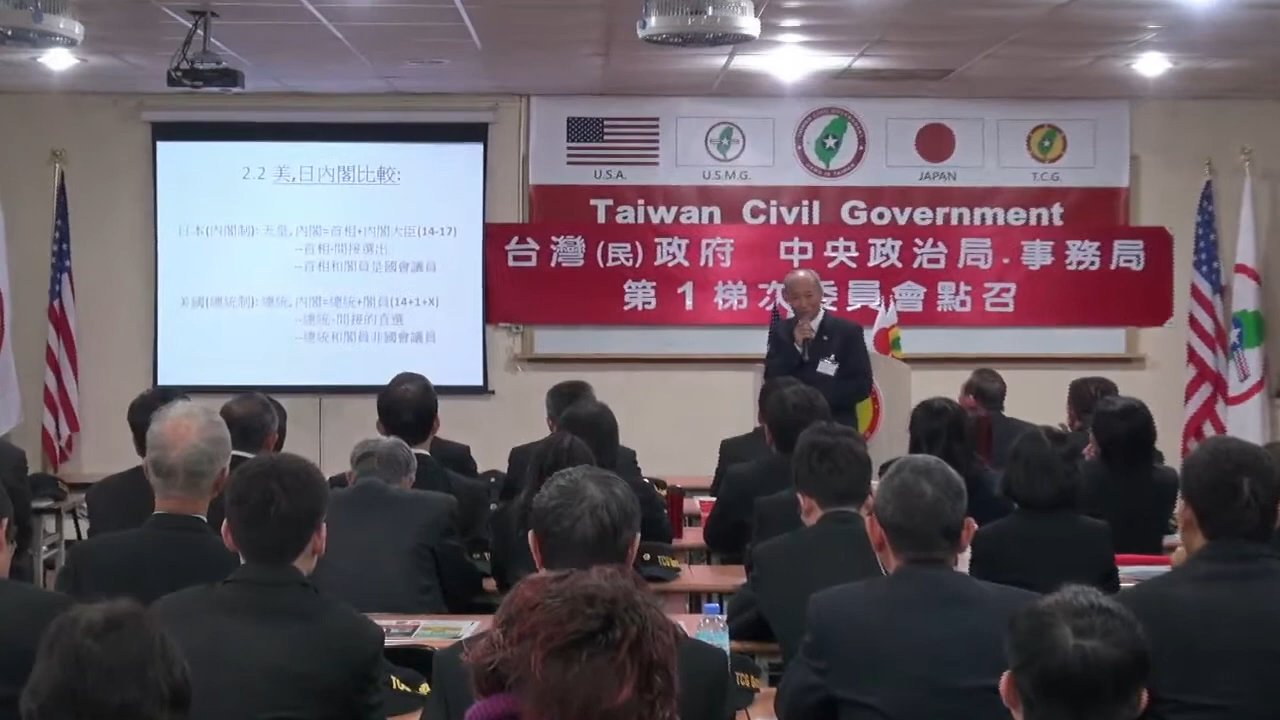 2.2 美,日內閣比較:
日本(內閣制): 天皇, 內閣=首相+內閣大臣(14-17)
--首相-間接選出
--首相和閣員是國會議員
美國(總統制): 總統, 內閣=總統+閣員(14+1+X)
--總統-間接的直選
--總統和閣員非國會議員
U.S.A.
U.S.M.G.
JAPAN
T.C.G.
Taiwan Civil Government
台灣(民)政府 中央政治局.事務局
第1梯次委員會點召